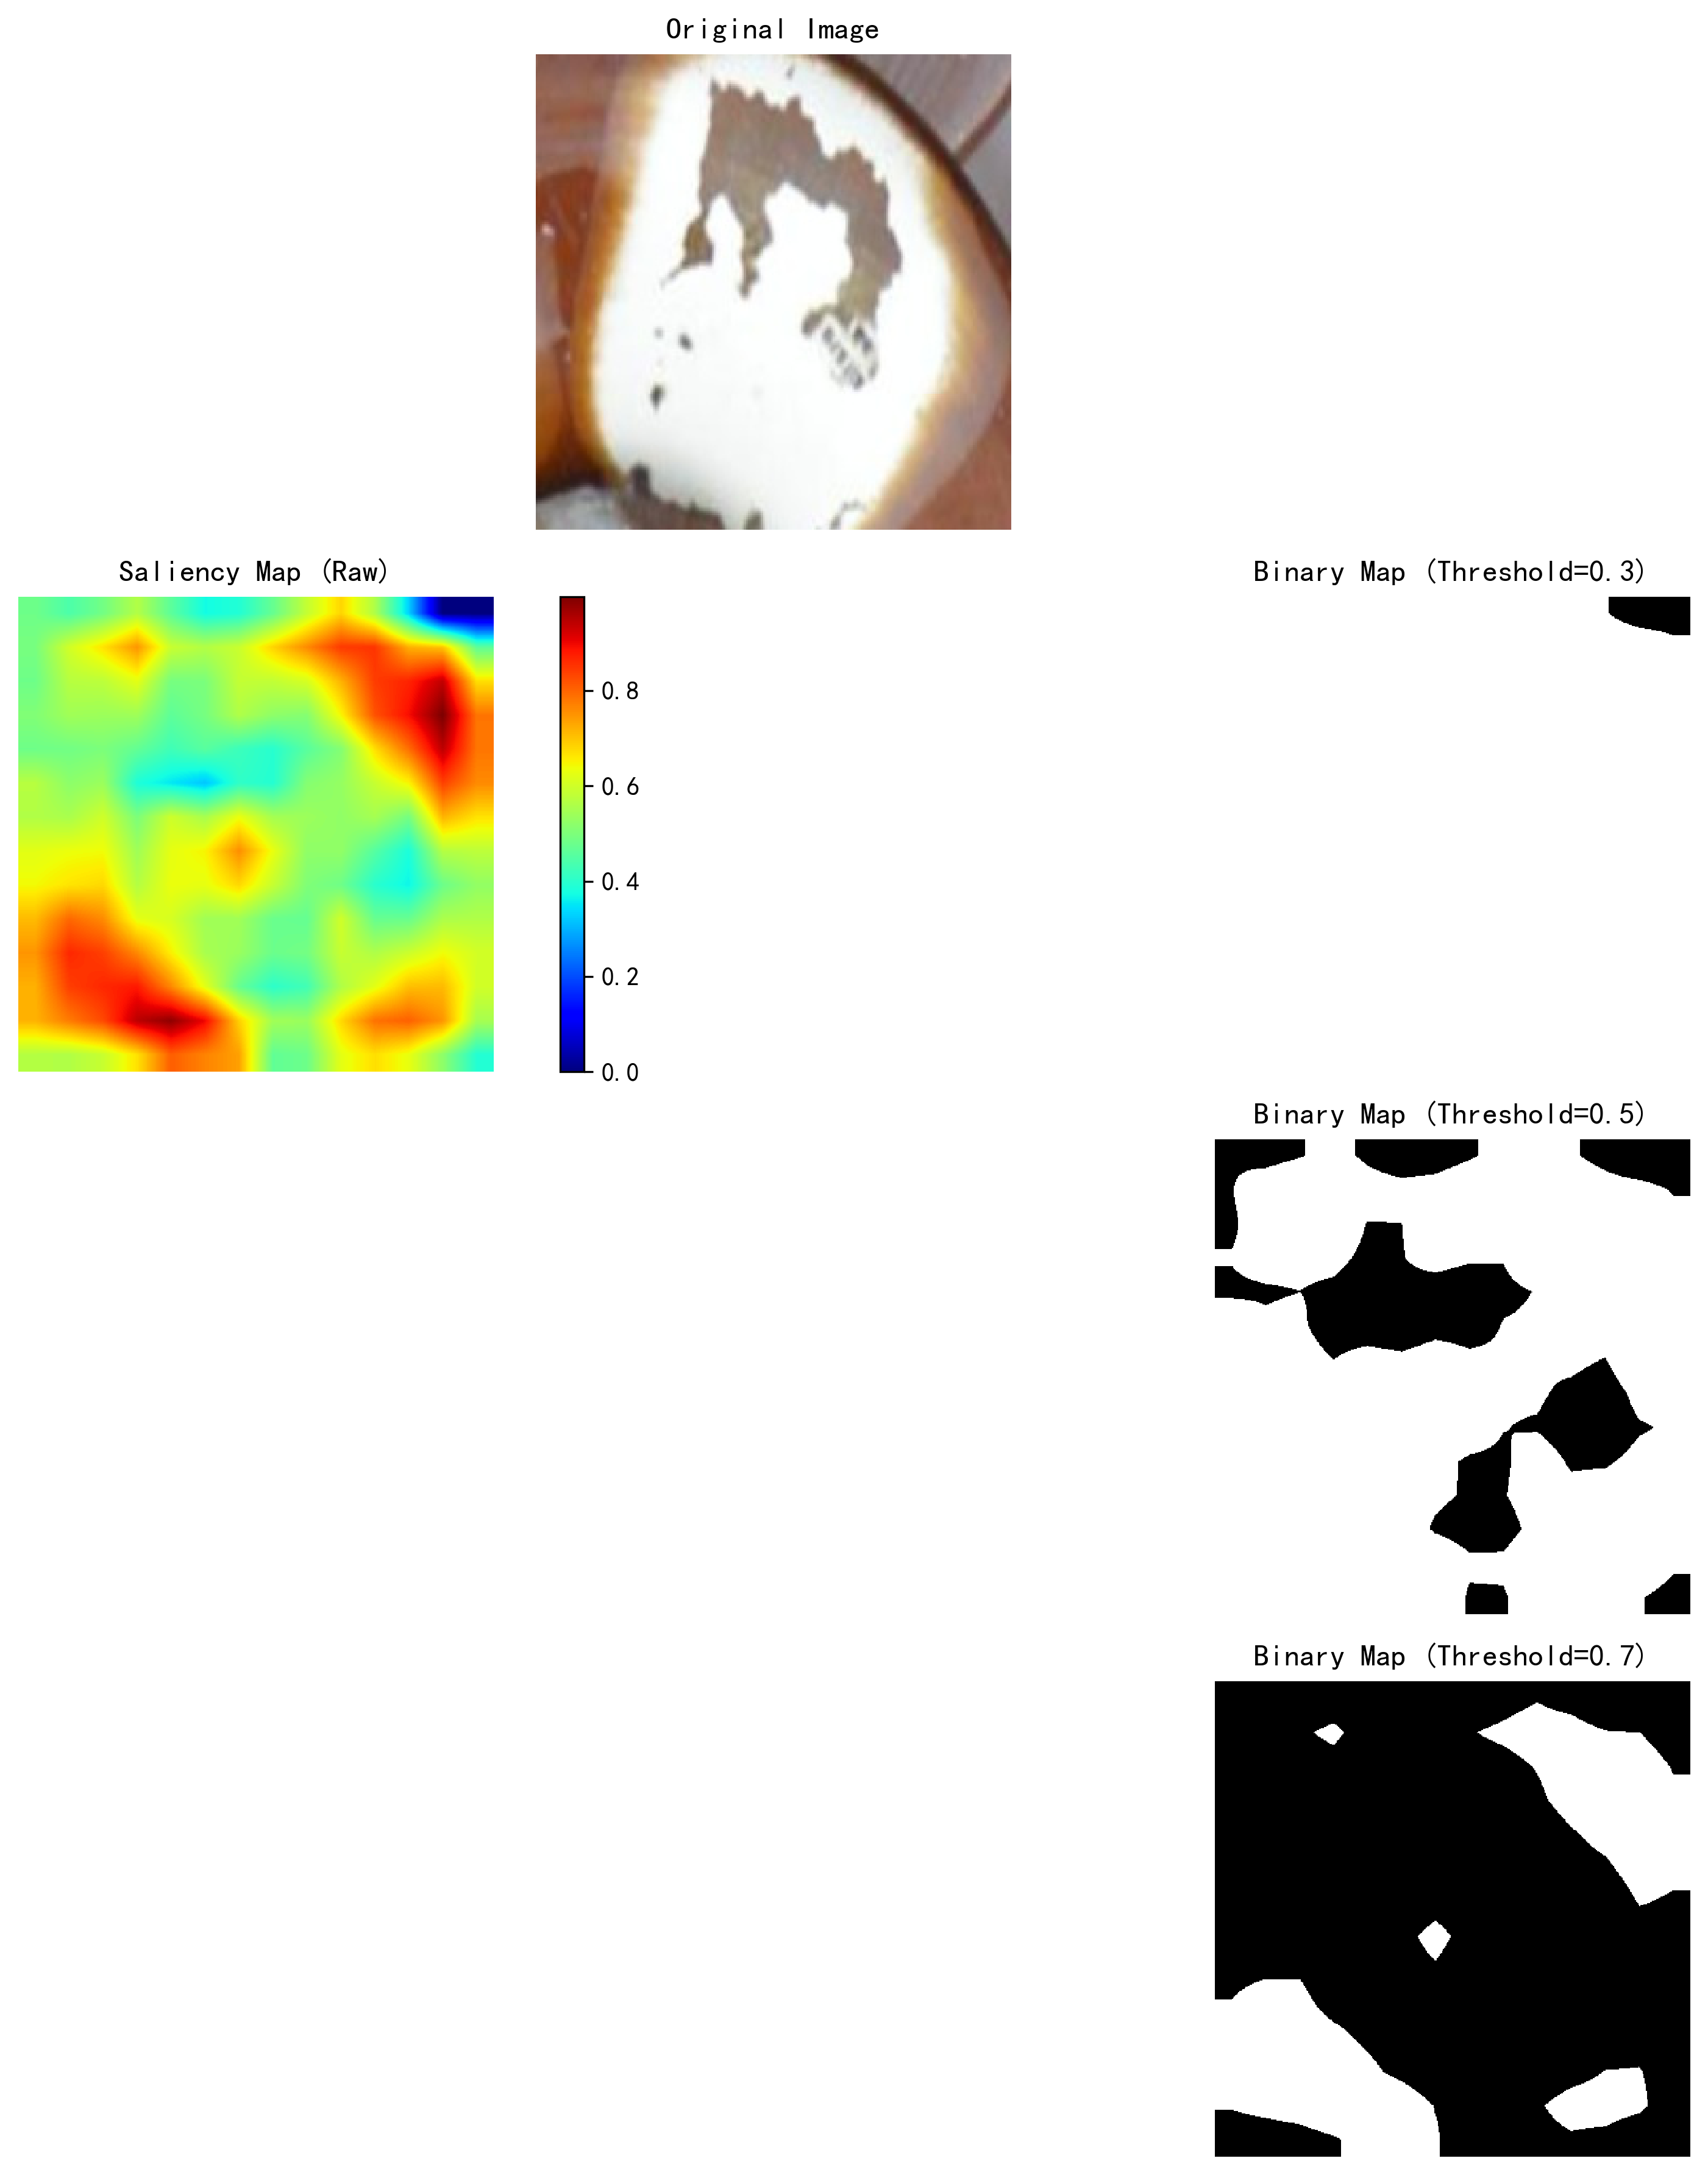 Original Image
Saliency Map (Raw)
Binary Map (Threshold=0.3)
0.8
0.6
0.4
0.2
0.0
Binary Map (Threshold=0.5)
Binary Map (Threshold=0.7)